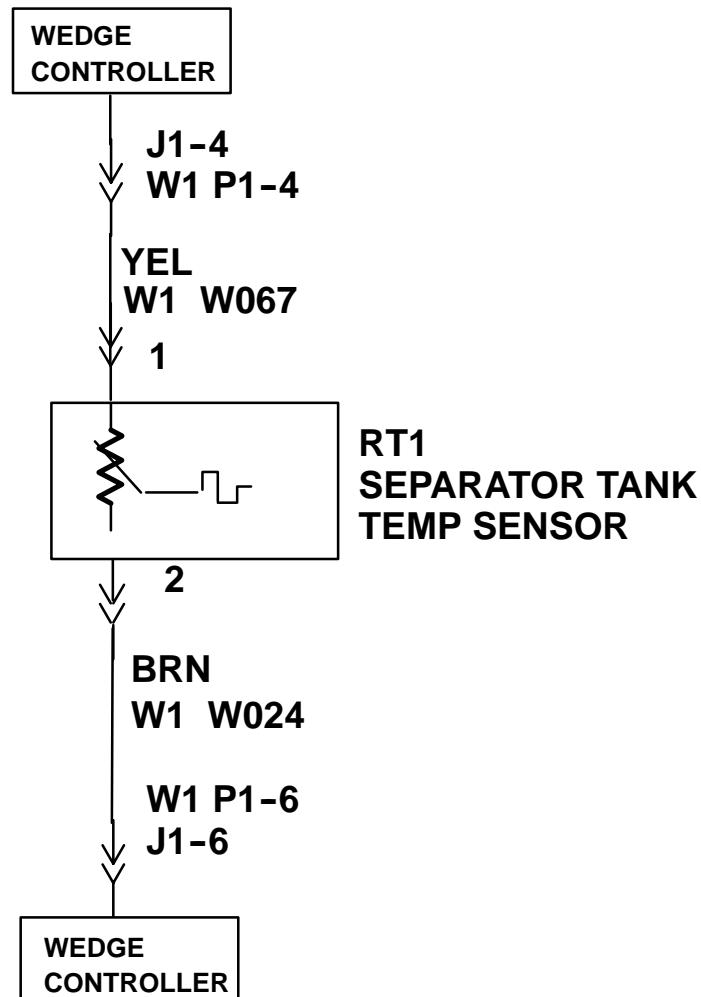 WEDGE
CONTROLLER
J1-4
W1 P1-4
YEL
W1 W067
1
RT1
SEPARATOR TANK
TEMP SENSOR
2
BRN
W1 W024
W1 P1-6
J1-6
WEDGE
CONTROLLER